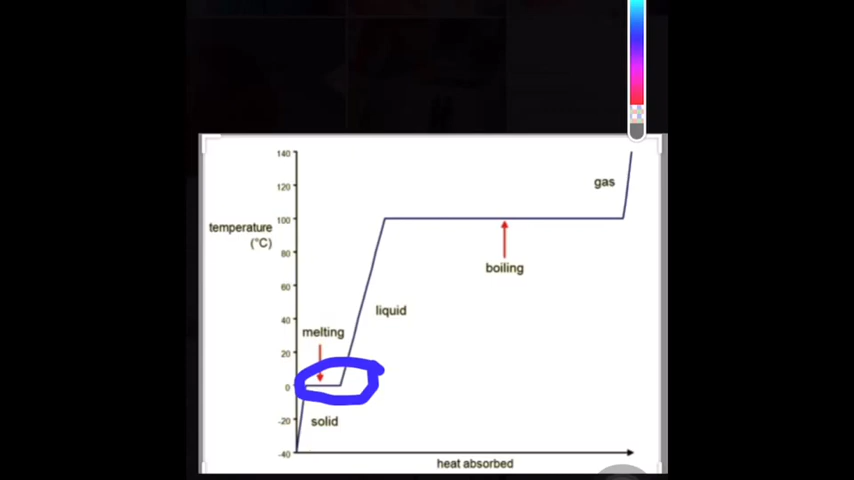 140
gas
120
temperature
(°C)
100
boiling
80
60
liquid
40
melting
20
0
solid
-20
-40
heat absorbed